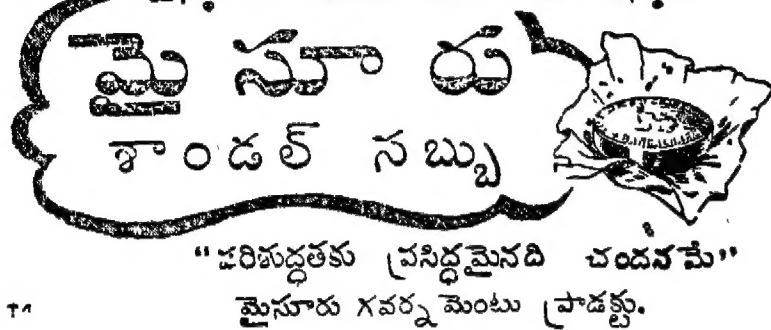 మైసూరు
శాండల్ సబ్బు
“పరిశుద్ధతకు ప్రసిద్ధమైనది చందనమే”
మైసూరు గవర్నమెంటు ప్రాడక్టు.